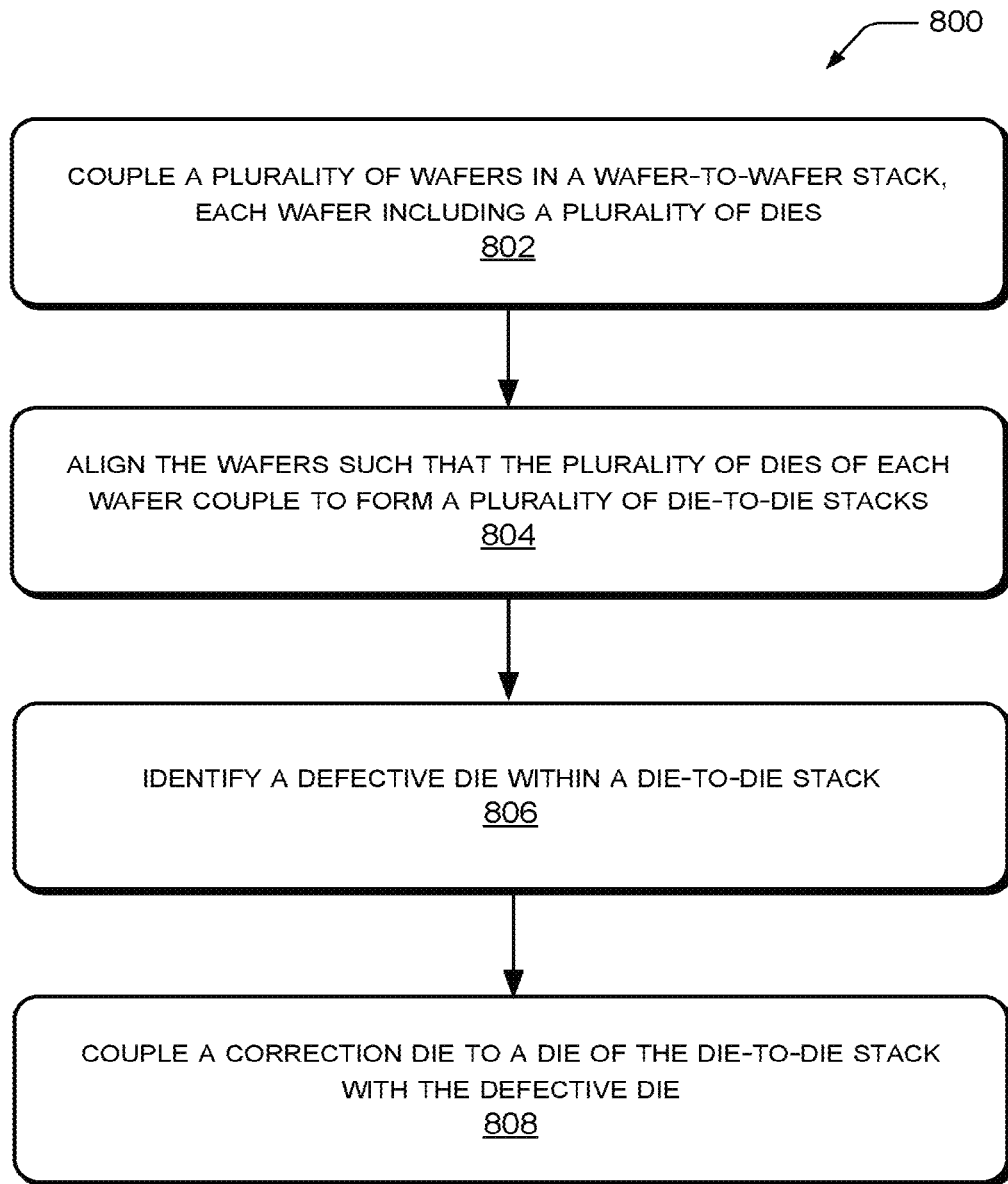 800
COUPLE A PLURALITY OF WAFERS IN A WAFER-TO-WAFER STACK,
EACH WAFER INCLUDING A PLURALITY OF DIES
802
ALIGN THE WAFERS SUCH THAT THE PLURALITY OF DIES OF EACH
WAFER COUPLE TO FORM A PLURALITY OF DIE-TO-DIE STACKS
804
IDENTIFY A DEFECTIVE DIE WITHIN A DIE-TO-DIE STACK
806
COUPLE A CORRECTION DIE TO A DIE OF THE DIE-TO-DIE STACK
WITH THE DEFECTIVE DIE
808